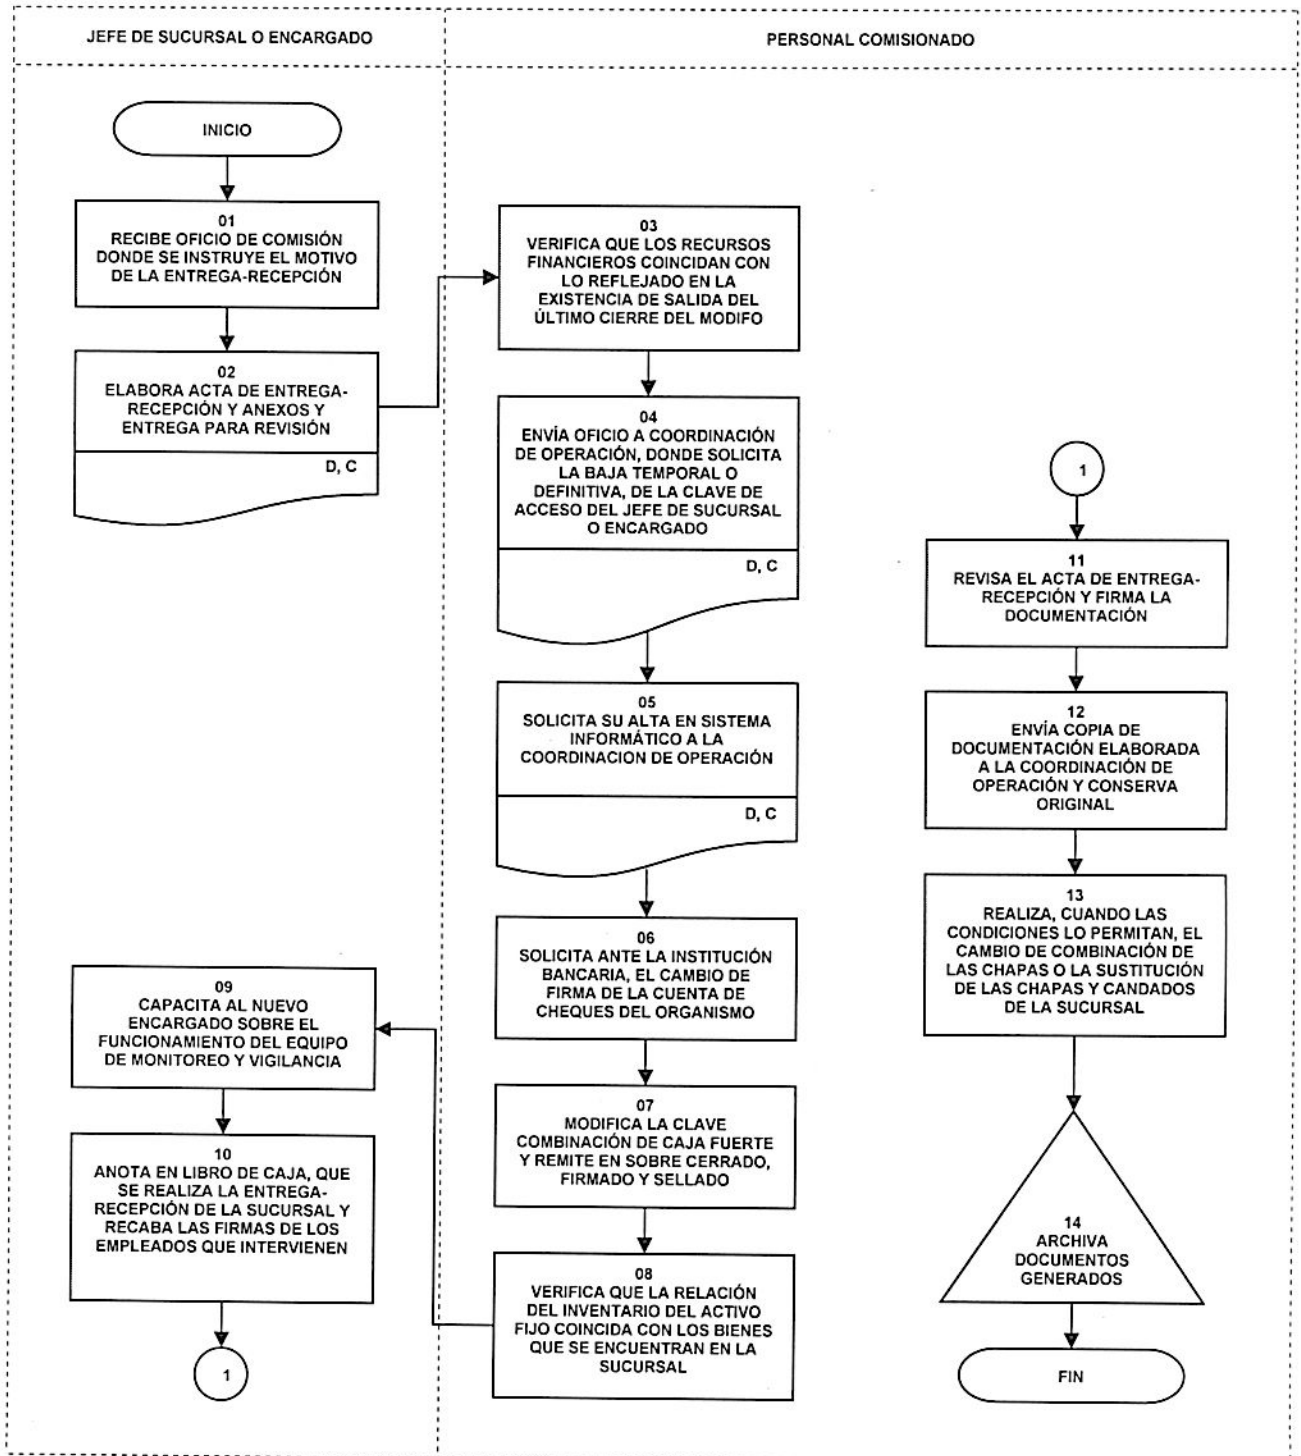 JEFE DE SUCURSAL O ENCARGADO
PERSONAL COMISIONADO
INICIO
01
RECIBE OFICIO DE COMISIÓN
DONDE SE INSTRUYE EL MOTIVO
DE LA ENTREGA-RECEPCIÓN
02
ELABORA ACTA DE ENTREGA-
RECEPCIÓN Y ANEXOS Y
ENTREGA PARA REVISIÓN
D, C
03
VERIFICA QUE LOS RECURSOS
FINANCIEROS COINCIDAN CON
LO REFLEJADO EN LA
EXISTENCIA DE SALIDA DEL
ÚLTIMO CIERRE DEL MODIFO
04
ENVÍA OFICIO A COORDINACIÓN
DE OPERACIÓN, DONDE SOLICITA
LA BAJA TEMPORAL O
DEFINITIVA, DE LA CLAVE DE
ACCESO DEL JEFE DE SUCURSAL
O ENCARGADO
D, C
05
SOLICITA SU ALTA EN SISTEMA
INFORMÁTICO A LA
COORDINACION DE OPERACIÓN
D, C
06
SOLICITA ANTE LA INSTITUCIÓN
BANCARIA, EL CAMBIO DE
FIRMA DE LA CUENTA DE
CHEQUES DEL ORGANISMO
07
MODIFICA LA CLAVE
COMBINACIÓN DE CAJA FUERTE
Y REMITE EN SOBRE CERRADO,
FIRMADO Y SELLADO
08
VERIFICA QUE LA RELACIÓN
DEL INVENTARIO DEL ACTIVO
FIJO COINCIDA CON LOS BIENES
QUE SE ENCUENTRAN EN LA
SUCURSAL
09
CAPACITA AL NUEVO
ENCARGADO SOBRE EL
FUNCIONAMIENTO DEL EQUIPO
DE MONITOREO Y VIGILANCIA
10
ANOTA EN LIBRO DE CAJA, QUE
SE REALIZA LA ENTREGA-
RECEPCIÓN DE LA SUCURSAL Y
RECABA LAS FIRMAS DE LOS
EMPLEADOS QUE INTERVIENEN
1
1
11
REVISA EL ACTA DE ENTREGA-
RECEPCIÓN Y FIRMA LA
DOCUMENTACIÓN
12
ENVÍA COPIA DE
DOCUMENTACIÓN ELABORADA
A LA COORDINACIÓN DE
OPERACIÓN Y CONSERVA
ORIGINAL
13
REALIZA, CUANDO LAS
CONDICIONES LO PERMITAN, EL
CAMBIO DE COMBINACIÓN DE
LAS CHAPAS O LA SUSTITUCIÓN
DE LAS CHAPAS Y CANDADOS
DE LA SUCURSAL
14
ARCHIVA
DOCUMENTOS
GENERADOS
FIN